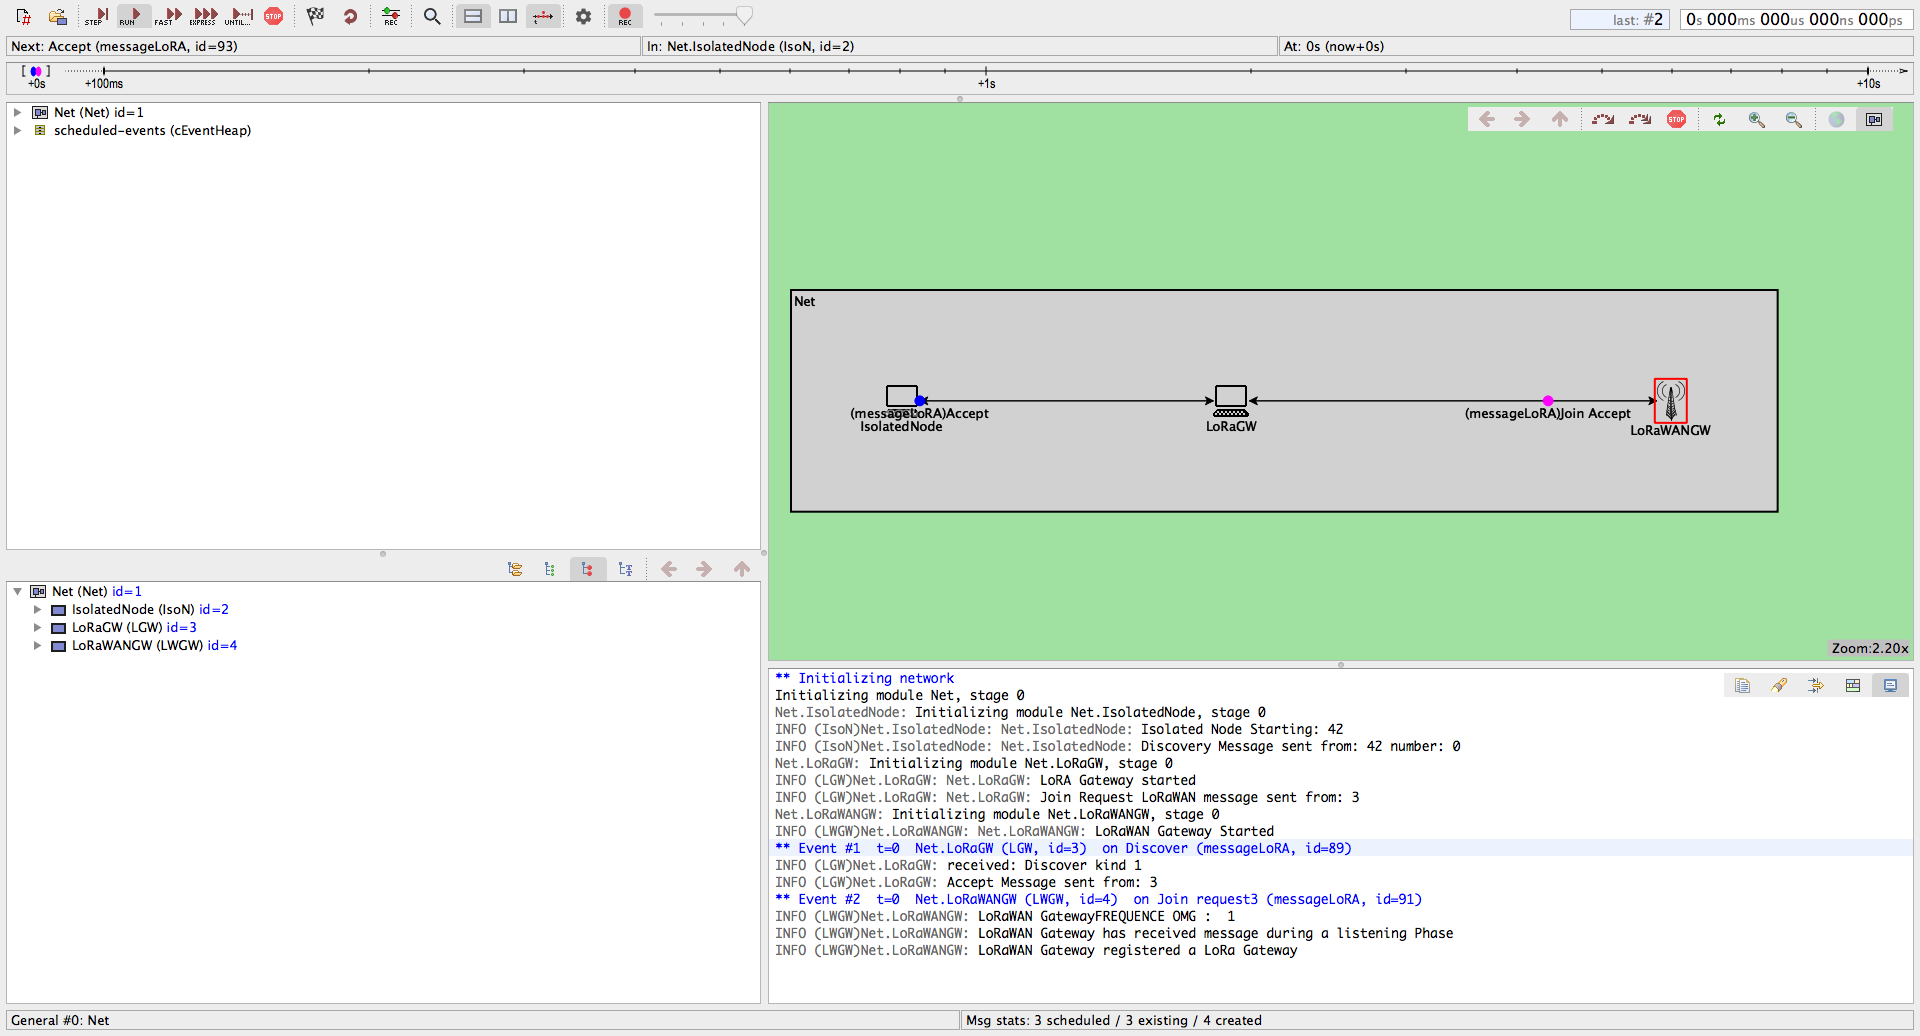 STEP RUN FAST EXPRESS UNTIL... STOP REC REC last: #2 0s 000ms 000us 000ns 000ps
Next: Accept (messageLoRA, id=93) In: Net.IsolatedNode (IsoN, id=2) At: 0s (now+0s)
+0s +100ms +1s +10s
Net (Net) id=1
scheduled-events (cEventHeap)
STOP
Net
(messageLoRA)Accept
IsolatedNode
LoRaGW
(messageLoRA)Join Accept
LoRaWANGW
Zoom:2.20x
Net (Net) id=1
IsolatedNode (IsoN) id=2
LoRaGW (LGW) id=3
LoRaWANGW (LWGW) id=4
** Initializing network
Initializing module Net, stage 0
Net.IsolatedNode: Initializing module Net.IsolatedNode, stage 0
INFO (IsoN)Net.IsolatedNode: Net.IsolatedNode: Isolated Node Starting: 42
INFO (IsoN)Net.IsolatedNode: Net.IsolatedNode: Discovery Message sent from: 42 number: 0
Net.LoRaGW: Initializing module Net.LoRaGW, stage 0
INFO (LGW)Net.LoRaGW: Net.LoRaGW: LoRA Gateway started
INFO (LGW)Net.LoRaGW: Net.LoRaGW: Join Request LoRaWAN message sent from: 3
Net.LoRaWANGW: Initializing module Net.LoRaWANGW, stage 0
INFO (LWGW)Net.LoRaWANGW: Net.LoRaWANGW: LoRaWAN Gateway Started
** Event #1 t=0 Net.LoRaGW (LGW, id=3) on Discover (messageLoRA, id=89)
INFO (LGW)Net.LoRaGW: received: Discover kind 1
INFO (LGW)Net.LoRaGW: Accept Message sent from: 3
** Event #2 t=0 Net.LoRaWANGW (LWGW, id=4) on Join request3 (messageLoRA, id=91)
INFO (LWGW)Net.LoRaWANGW: LoRaWAN GatewayFREQUENCE OMG : 1
INFO (LWGW)Net.LoRaWANGW: LoRaWAN Gateway has received message during a listening Phase
INFO (LWGW)Net.LoRaWANGW: LoRaWAN Gateway registered a LoRa Gateway
General #0: Net
Msg stats: 3 scheduled / 3 existing / 4 created